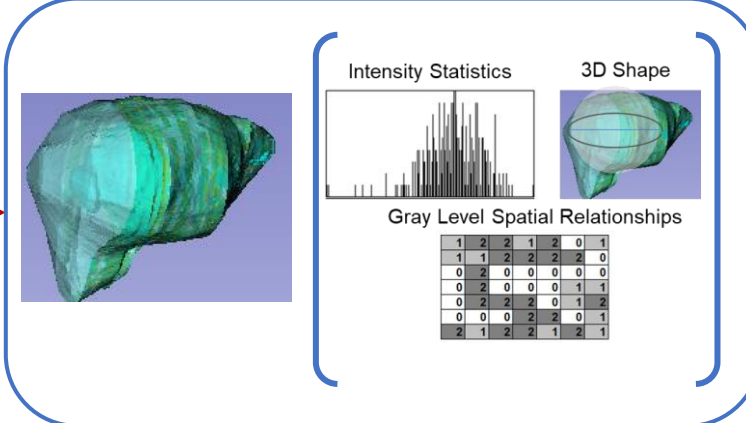 Intensity Statistics
3D Shape
Gray Level Spatial Relationships
1 2 2 1 2 0 1
1 1 2 2 2 2 0
0 2 0 0 0 0 0
0 2 0 0 0 1 1
0 2 2 2 2 1 2
0 0 0 2 2 0 1
2 1 2 2 1 2 1